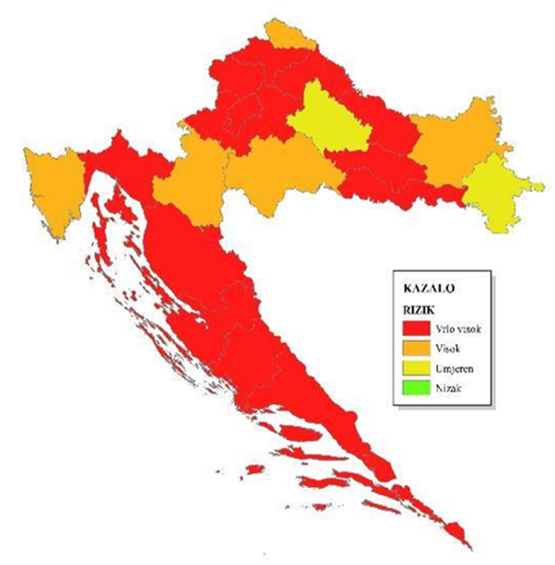 KAZALO
RIZIK
Vrlo visok
Visok
Umjeren
Nizak